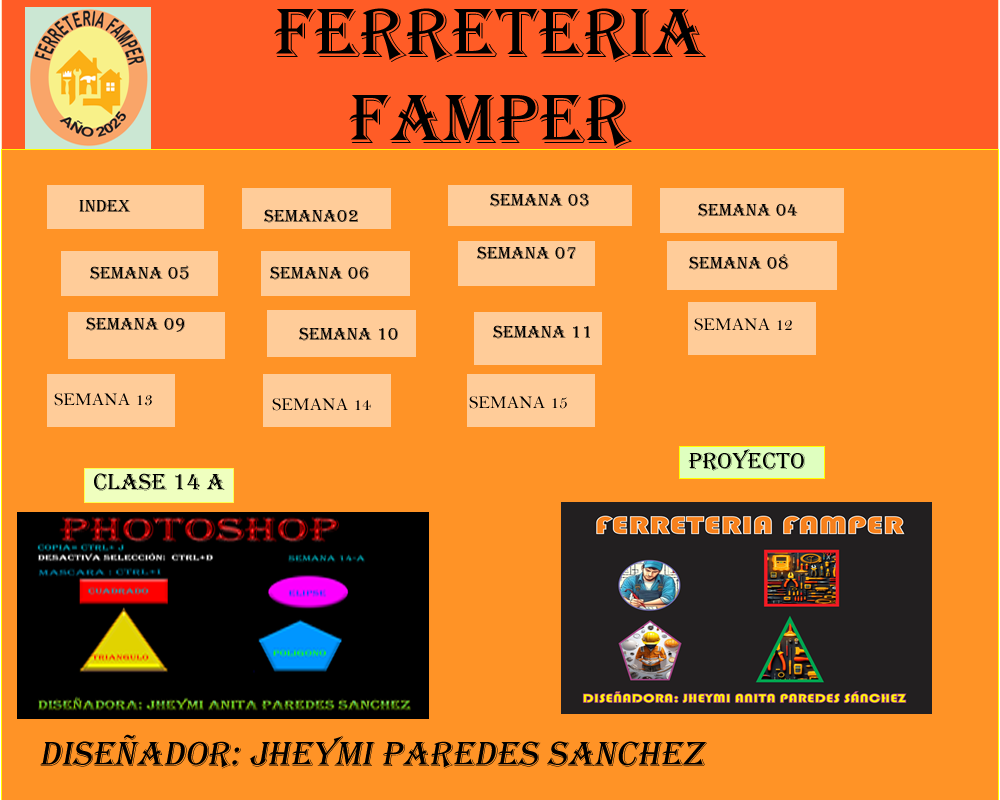 FERRETERIA FAMPER
AÑO 2025
FERRETERIA
FAMPER
INDEX
SEMANA02
SEMANA 03
SEMANA 04
SEMANA 05
SEMANA 06
SEMANA 07
SEMANA 08
SEMANA 09
SEMANA 10
SEMANA 11
SEMANA 12
SEMANA 13
SEMANA 14
SEMANA 15
CLASE 14 A
PROYECTO
PHOTOSHOP
COPIA= CTRL+ J
DESACTIVA SELECCIÓN: CTRL+D
SEMANA 14-A
MASCARA : CTRL+I
CUADRADO
ELIPSE
TRIANGULO
POLIGONO
DISEÑADORA: JHEYMI ANITA PAREDES SANCHEZ
FERRETERIA FAMPER
DISEÑADORA: JHEYMI ANITA PAREDES SÁNCHEZ
DISEÑADOR: JHEYMI PAREDES SANCHEZ